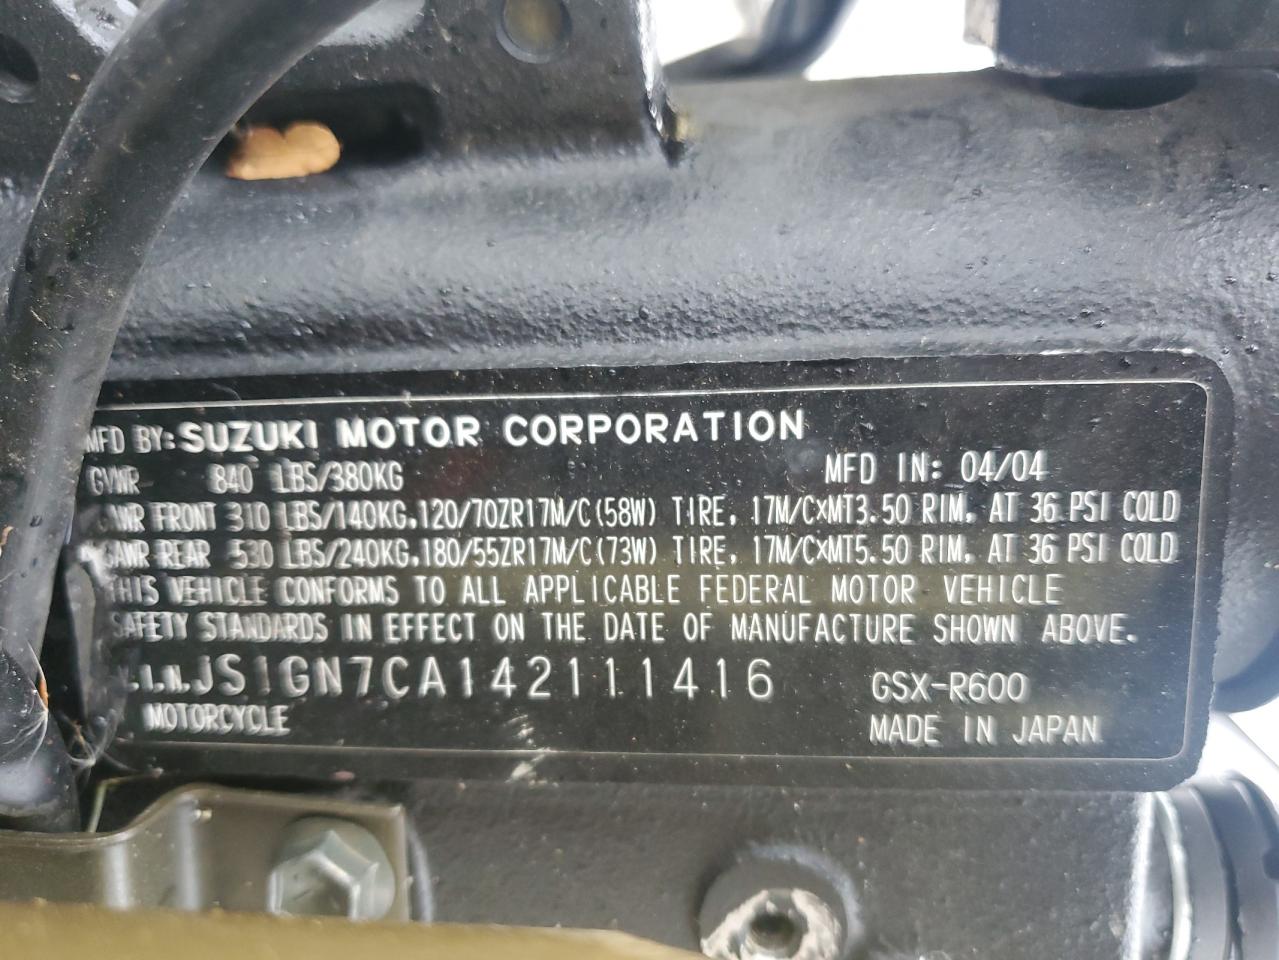 MFD BY: SUZUKI MOTOR CORPORATION
GVWR 840 LBS/380KG MFD IN: 04/04
GAWR FRONT 310 LBS/140KG,120/70ZR17M/C(58W) TIRE, 17M/C×MT3.50 RIM, AT 36 PSI COLD
GAWR REAR 530 LBS/240KG,180/55ZR17M/C(73W) TIRE, 17M/C×MT5.50 RIM, AT 36 PSI COLD
THIS VEHICLE CONFORMS TO ALL APPLICABLE FEDERAL MOTOR VEHICLE
SAFETY STANDARDS IN EFFECT ON THE DATE OF MANUFACTURE SHOWN ABOVE.
V.I.N. JS1GN7CA142111416 GSX-R600
MOTORCYCLE MADE IN JAPAN